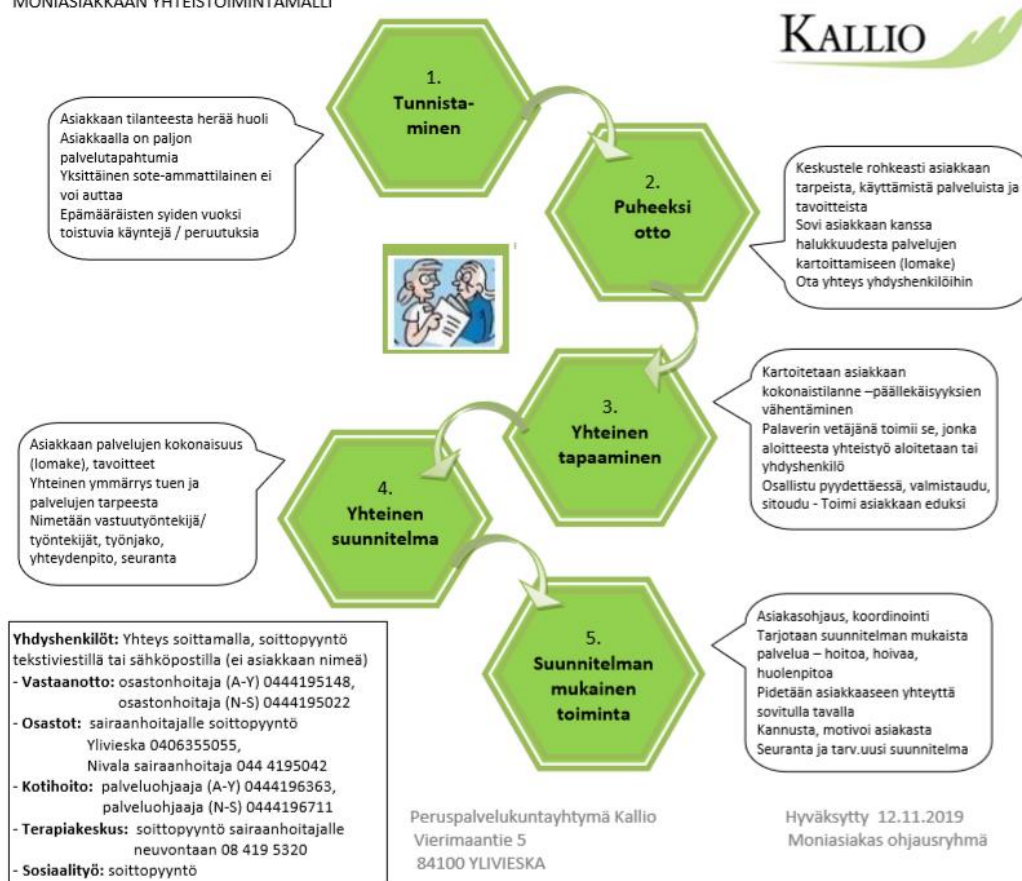 MONIASIAKKAAN YHTEISTOIMINTAMALLI
KALLIO
1.
Tunnista-
minen
Asiakkaan tilanteesta herää huoli
Asiakkaalla on paljon
palvelutapahtumia
Yksittäinen sote-ammattilainen ei
voi auttaa
Epämääräisten syiden vuoksi
toistuvia käyntejä / peruutuksia
2.
Puheeksi
otto
Keskustele rohkeasti asiakkaan
tarpeista, käyttämistä palveluista ja
tavoitteista
Sovi asiakkaan kanssa
halukkuudesta palvelujen
kartoittamiseen (lomake)
Ota yhteys yhdyshenkilöihin
3.
Yhteinen
tapaaminen
Kartoitetaan asiakkaan
kokonaistilanne –päällekäisyyksien
vähentäminen
Palaverin vetäjänä toimii se, jonka
aloitteesta yhteistyö aloitetaan tai
yhdyshenkilö
Osallistu pyydettäessä, valmistaudu,
sitoudu - Toimi asiakkaan eduksi
4.
Yhteinen
suunnitelma
Asiakkaan palvelujen kokonaisuus
(lomake), tavoitteet
Yhteinen ymmärrys tuen ja
palvelujen tarpeesta
Nimetään vastuutyöntekijä/
työntekijät, työnjako,
yhteydenpito, seuranta
5.
Suunnitelman
mukainen
toiminta
Asiakasohjaus, koordinointi
Tarjotaan suunnitelman mukaista
palvelua – hoitoa, hoivaa,
huolenpitoa
Pidetään asiakkaaseen yhteyttä
sovitulla tavalla
Kannusta, motivoi asiakasta
Seuranta ja tarv.uusi suunnitelma
Yhdyshenkilöt: Yhteys soittamalla, soittopyyntö
tekstiviestillä tai sähköpostilla (ei asiakkaan nimeä)
- Vastaanotto: osastonhoitaja (A-Y) 0444195148,
osastonhoitaja (N-S) 0444195022
- Osastot: sairaanhoitajalle soittopyyntö
Ylivieska 0406355055,
Nivala sairaanhoitaja 044 4195042
- Kotihoito: palveluohjaaja (A-Y) 0444196363,
palveluohjaaja (N-S) 0444196711
- Terapiakeskus: soittopyyntö sairaanhoitajalle
neuvontaan 08 419 5320
- Sosiaalityö: soittopyyntö
Peruspalvelukuntayhtymä Kallio
Vierimaantie 5
84100 YLIVIESKA
Hyväksytty 12.11.2019
Moniasiakas ohjausryhmä